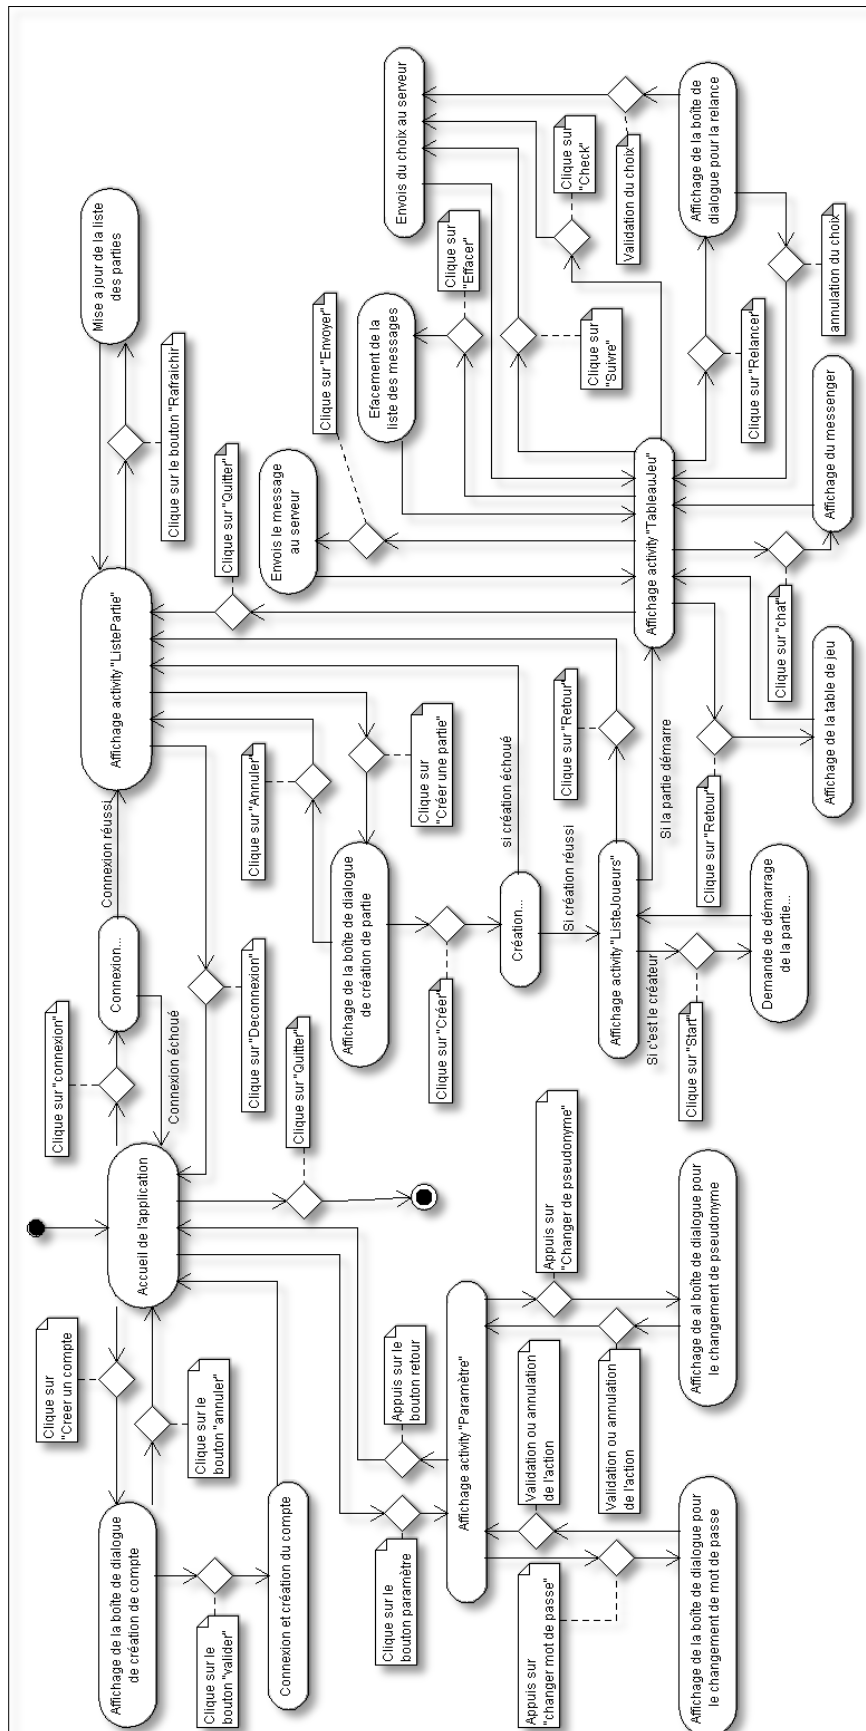 Affichage de la boîte de dialogue
de création de compte
Clique sur
"Creer un compte
Clique sur le
bouton "annuler"
Clique sur le
bouton "valider"
Connexion et création du compte
Accueil de l'application
Clique sur "connexion"
Connexion...
Connexion réussi
Connexion échoué
Clique sur "Deconnexion"
Clique sur "Quitter"
Affichage activity "ListePartie"
Mise a jour de la liste
des parties
Clique sur le bouton "Rafraichir
Clique sur "Quitter"
Clique sur "Annuler"
Clique sur
"Créer une partie"
Affichage de la boîte de dialogue
de création de partie
Clique sur "Créer"
Création...
si création échoué
Si création réussi
Clique sur "Retour"
Affichage activity "ListeJoueurs"
Si c'est le créateur
Clique sur "Start"
Demande de démarrage
de la partie...
Si la partie démarre
Affichage activity "TableauJeu"
Envois le message
au serveur
Clique sur "Envoyer"
Efacement de la
liste des messages
Clique sur
"Effacer"
Envois du choix au serveur
Clique sur
"Suivre"
Clique sur
"Check"
Validation du choix
Affichage de la boîte de
dialogue pour la relance
Clique sur "Relancer"
annulation du choix
Affichage du messenger
Clique sur "chat"
Clique sur "Retour"
Affichage de la table de jeu
Clique sur le
bouton paramètre
Appuis sur le
bouton retour
Affichage activity "Paramètre"
Appuis sur
"changer mot de passe"
Validation ou annulation
de l'action
Affichage de la boîte de dialogue pour
le changement de mot de passe
Appuis sur
"Changer de pseudonyme"
Validation ou annulation
de l'action
Affichage de al boîte de dialogue pour
le changement de pseudonyme